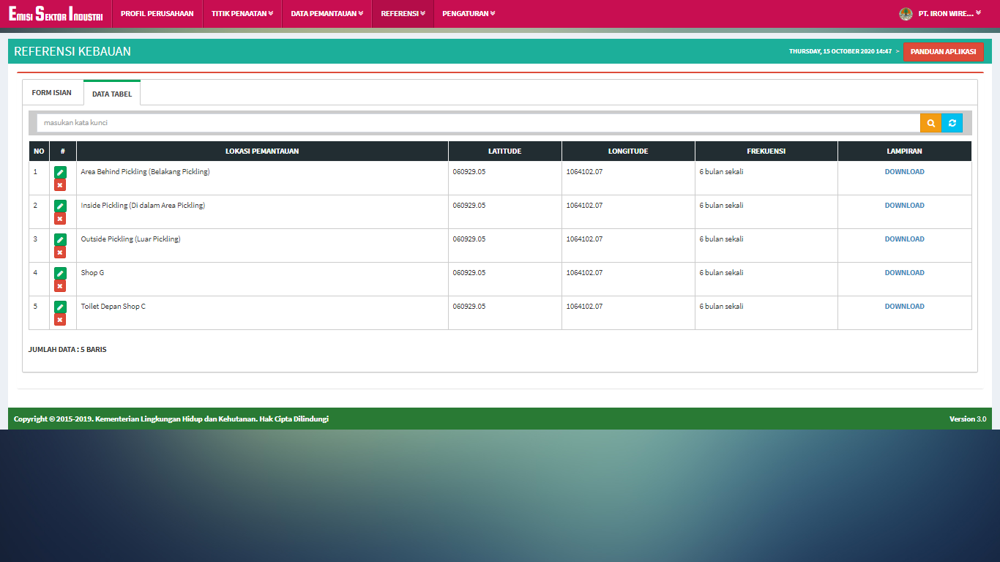 Emisi Sektor Industri PROFIL PERUSAHAAN TITIK PENAATAN DATA PEMANTAUAN REFERENSI PENGATURAN PT. IRON WIRE...
REFERENSI KEBAUAN THURSDAY, 15 OCTOBER 2020 14:47 > PANDUAN APLIKASI
FORM ISIAN DATA TABEL
masukan kata kunci
NO # LOKASI PEMANTAUAN LATITUDE LONGITUDE FREKUENSI LAMPIRAN
1 Area Behind Pickling (Belakang Pickling) 060929.05 1064102.07 6 bulan sekali DOWNLOAD
2 Inside Pickling (Di dalam Area Pickling) 060929.05 1064102.07 6 bulan sekali DOWNLOAD
3 Outside Pickling (Luar Pickling) 060929.05 1064102.07 6 bulan sekali DOWNLOAD
4 Shop G 060929.05 1064102.07 6 bulan sekali DOWNLOAD
5 Toilet Depan Shop C 060929.05 1064102.07 6 bulan sekali DOWNLOAD
JUMLAH DATA : 5 BARIS
Copyright © 2015-2019. Kementerian Lingkungan Hidup dan Kehutanan. Hak Cipta Dilindungi Version 3.0